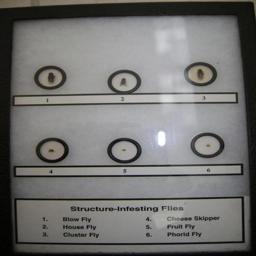 1 2 3
4 5 6
Structure-Infesting Flies
1. Blow Fly 4. Cheese Skipper
2. House Fly 5. Fruit Fly
3. Cluster Fly 6. Phorid Fly